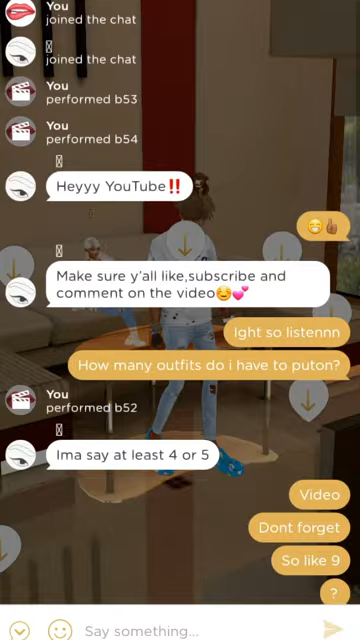 You
joined the chat
joined the chat
You
performed b53
You
performed b54
Heyyy YouTube‼️
😁👍🏾
Make sure y'all like,subscribe and
comment on the video☺️💕
Ight so listennn
How many outfits do i have to puton?
You
performed b52
Ima say at least 4 or 5
Video
Dont forget
So like 9
?
Say something...